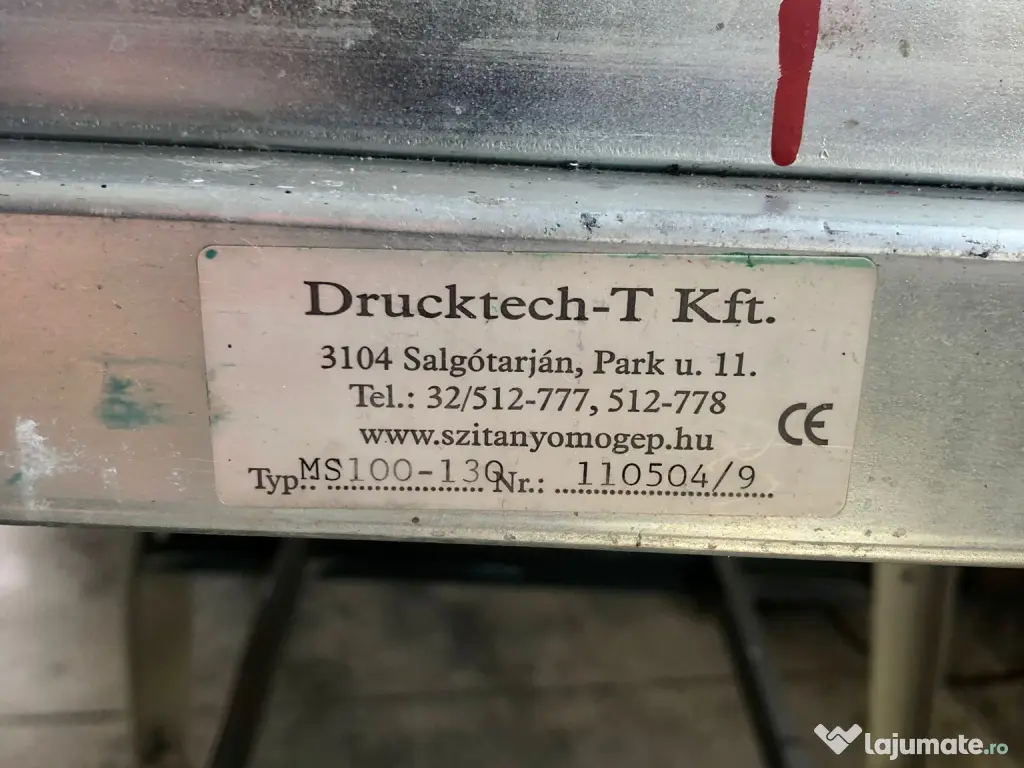 Drucktech-T Kft.
3104 Salgótarján, Park u. 11.
Tel.: 32/512-777, 512-778
www.szitanyomogep.hu
CE
Typ.: MS100-130 Nr.: 110504/9
lajumate.ro